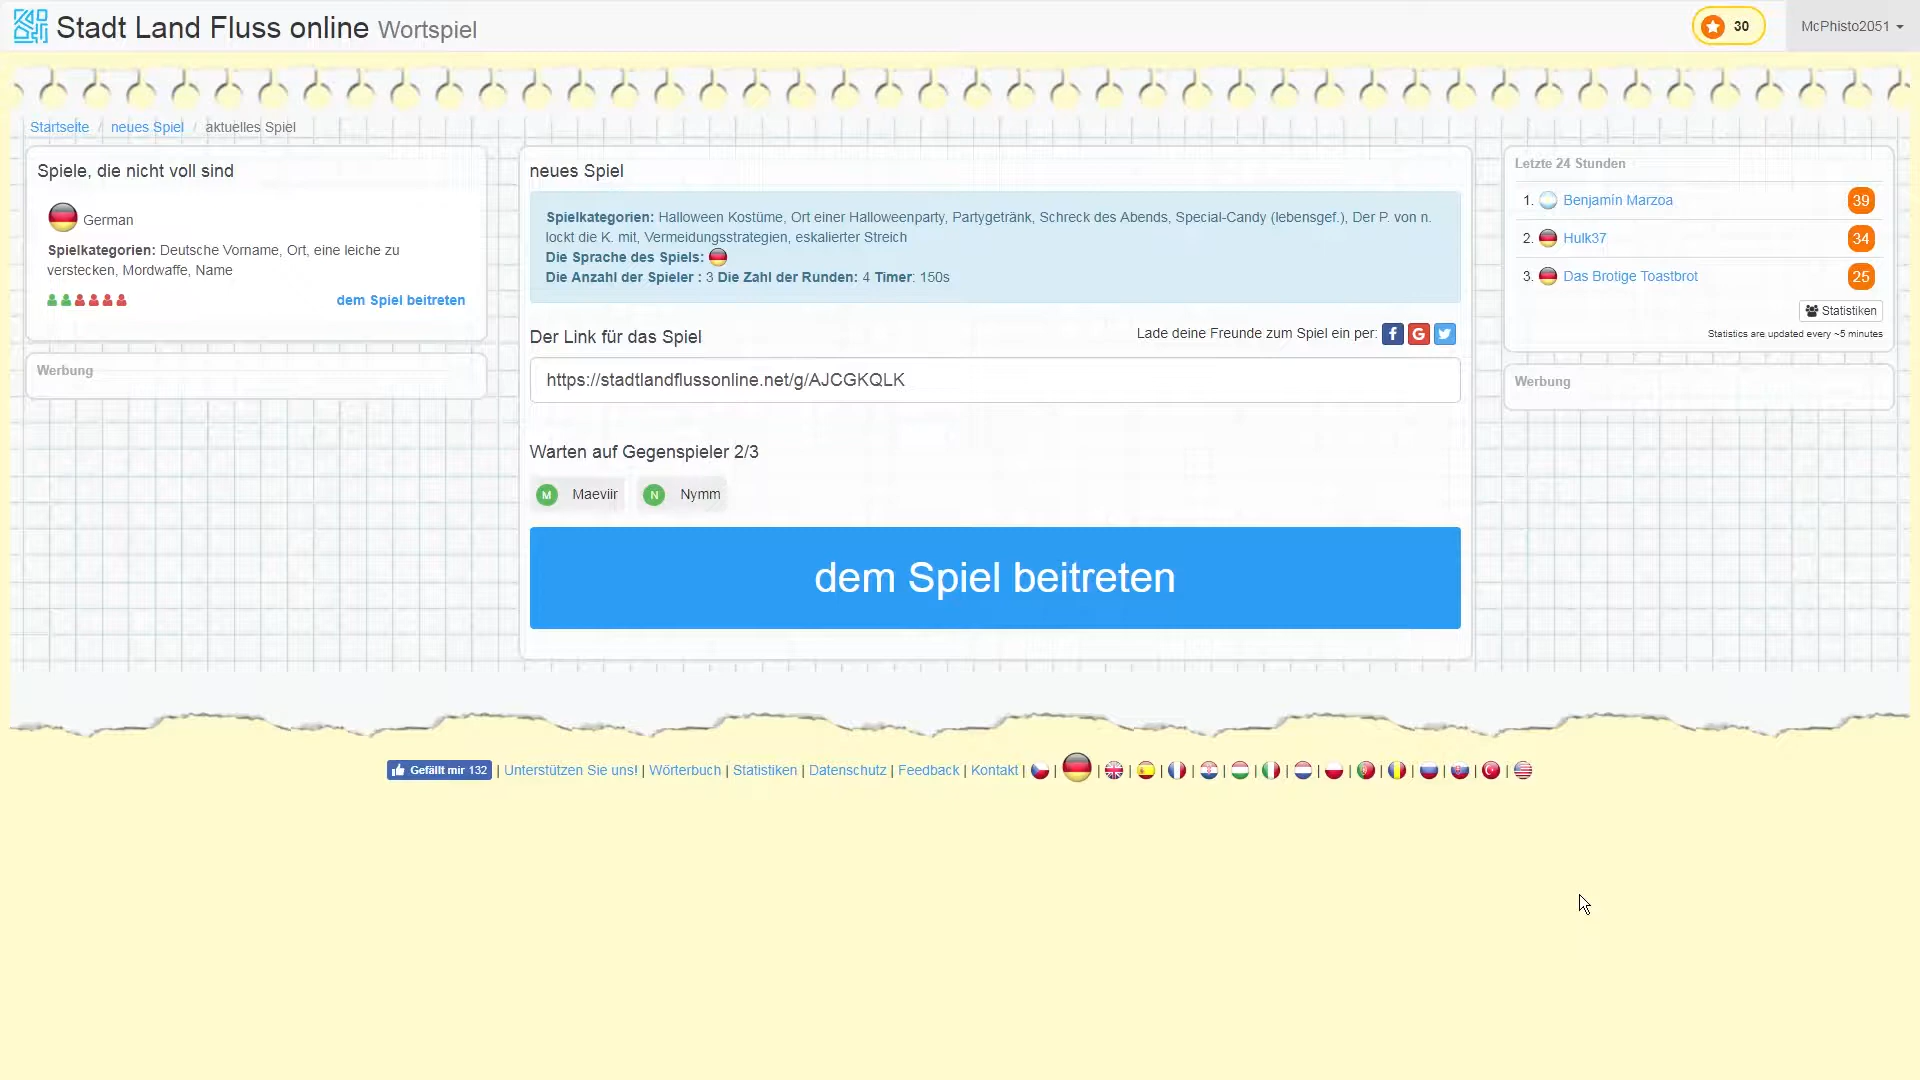 Stadt Land Fluss online Wortspiel
30
McPhisto2051
Startseite / neues Spiel / aktuelles Spiel
Spiele, die nicht voll sind
German
Spielkategorien: Deutsche Vorname, Ort, eine leiche zu
verstecken, Mordwaffe, Name
dem Spiel beitreten
Werbung
neues Spiel
Spielkategorien: Halloween Kostüme, Ort einer Halloweenparty, Partygetränk, Schreck des Abends, Special-Candy (lebensgef.), Der P. von n.
lockt die K. mit, Vermeidungsstrategien, eskalierter Streich
Die Sprache des Spiels:
Die Anzahl der Spieler : 3 Die Zahl der Runden: 4 Timer: 150s
Der Link für das Spiel
Lade deine Freunde zum Spiel ein per: f G
https://stadtlandflussonline.net/g/AJCGKQLK
Warten auf Gegenspieler 2/3
M Maeviir N Nymm
dem Spiel beitreten
Letzte 24 Stunden
1. Benjamín Marzoa 39
2. Hulk37 34
3. Das Brotige Toastbrot 25
Statistiken
Statistics are updated every ~5 minutes
Werbung
Gefällt mir 132 | Unterstützen Sie uns! | Wörterbuch | Statistiken | Datenschutz | Feedback | Kontakt | | | | | | | | | | | | | | | |